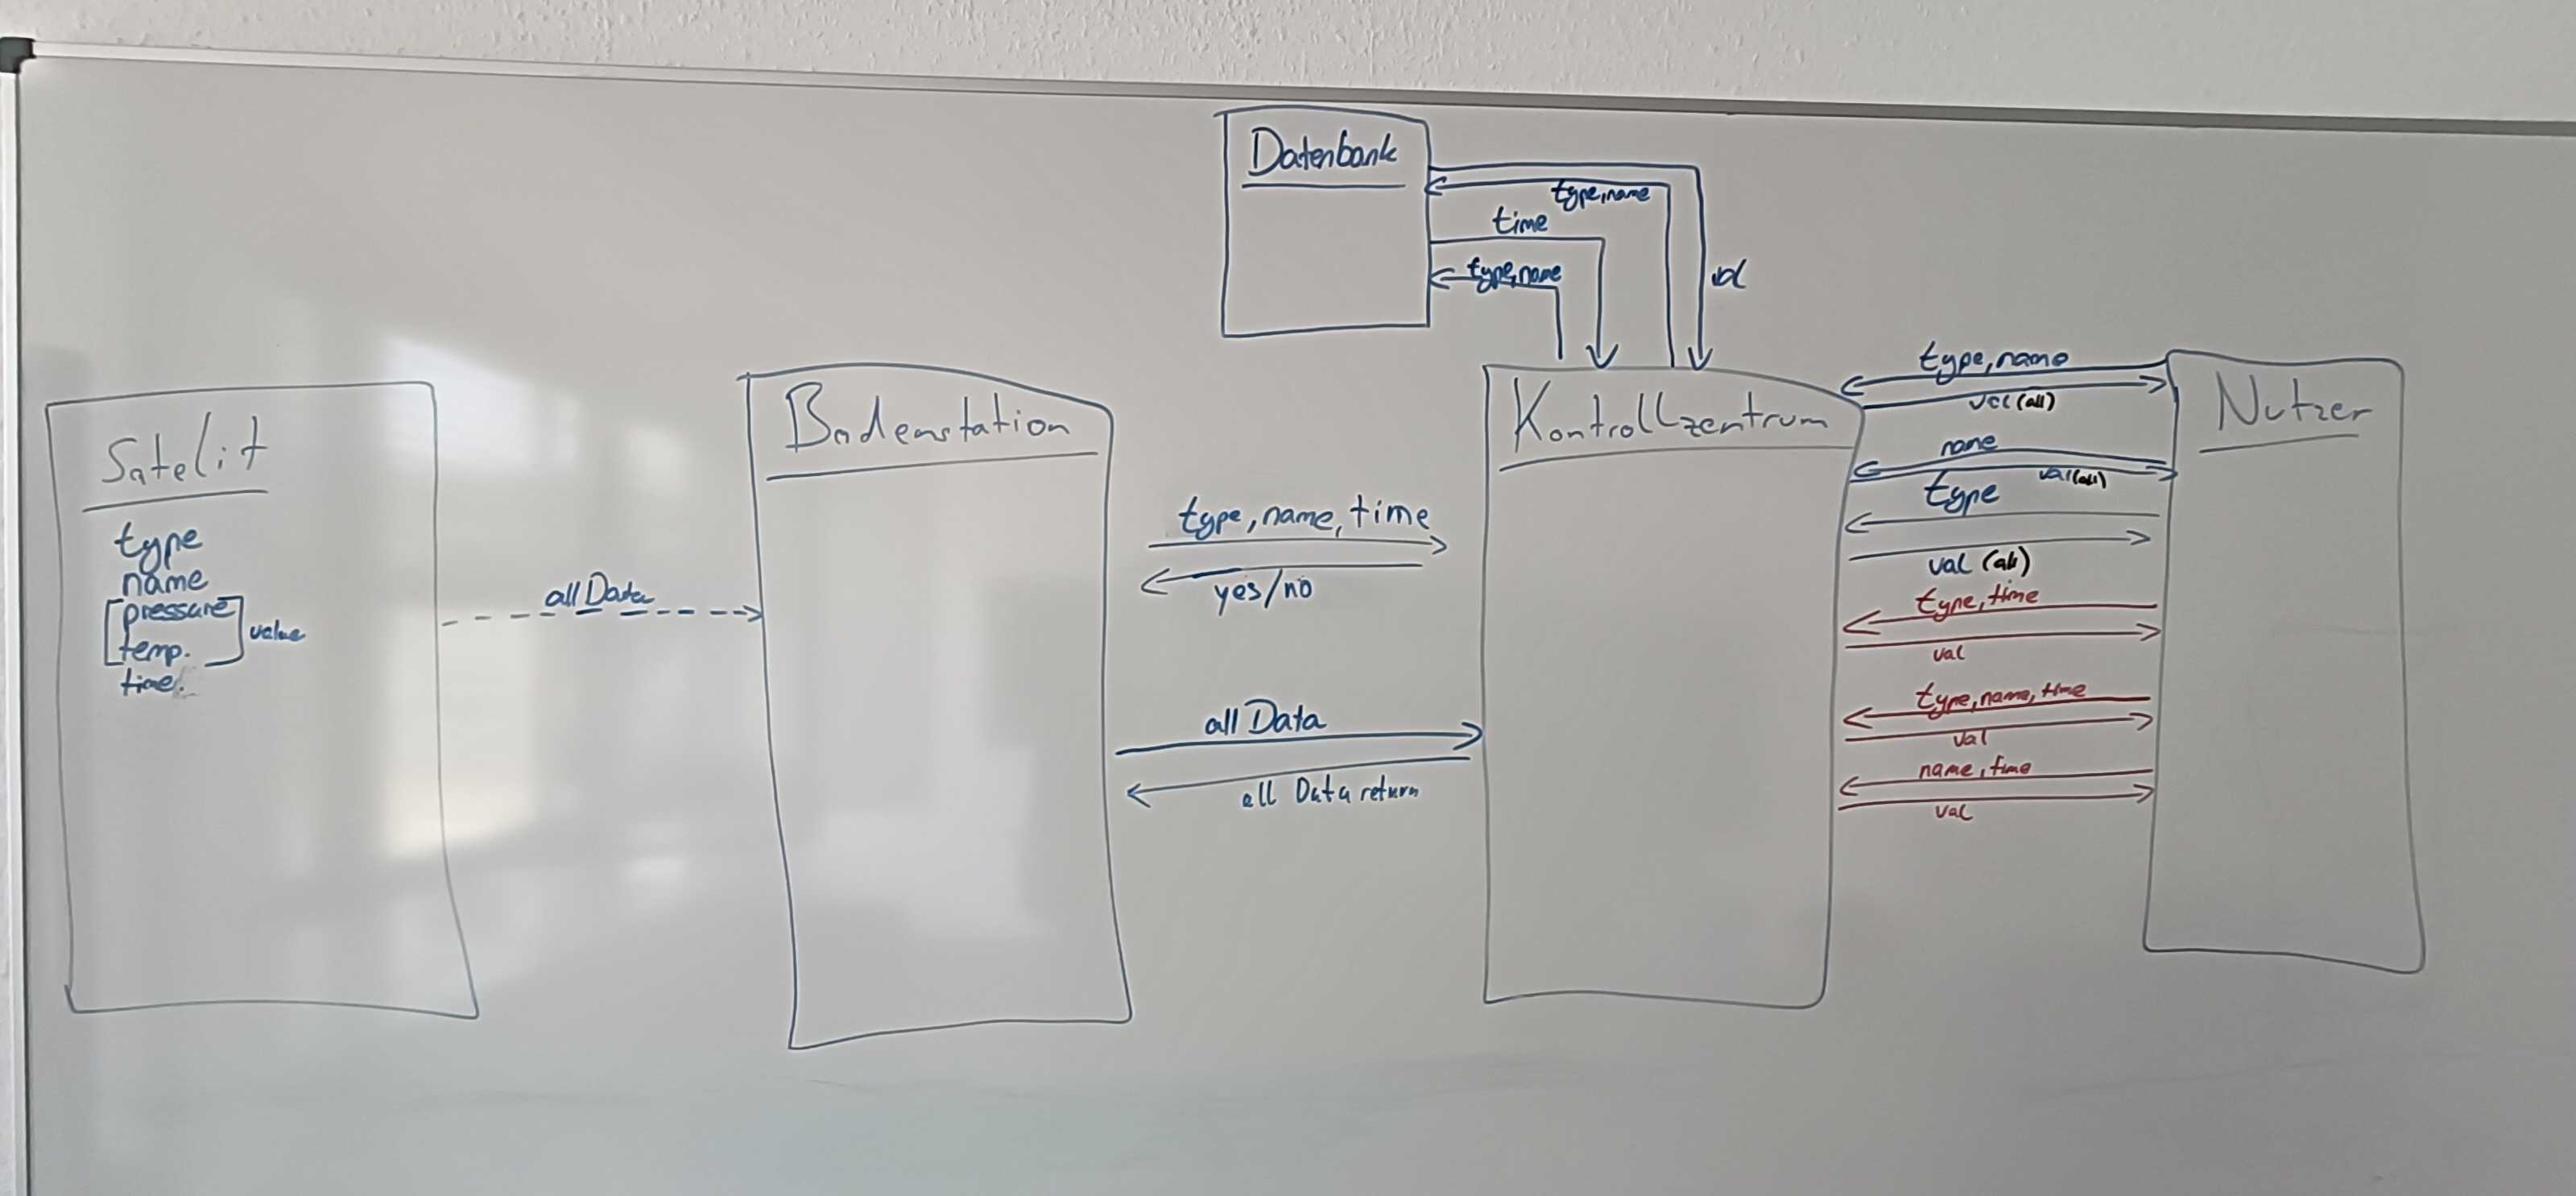 Datenbank
type,name
time
type,name
val
Satelit
type
name
pressure
temp.
value
time.
all Data
Bodenstation
type, name, time
yes/no
all Data
all Data return
Kontrollzentrum
type, name
val (all)
name
val (all)
type
val (all)
type, time
val
type, name, time
val
name, time
val
Nutzer